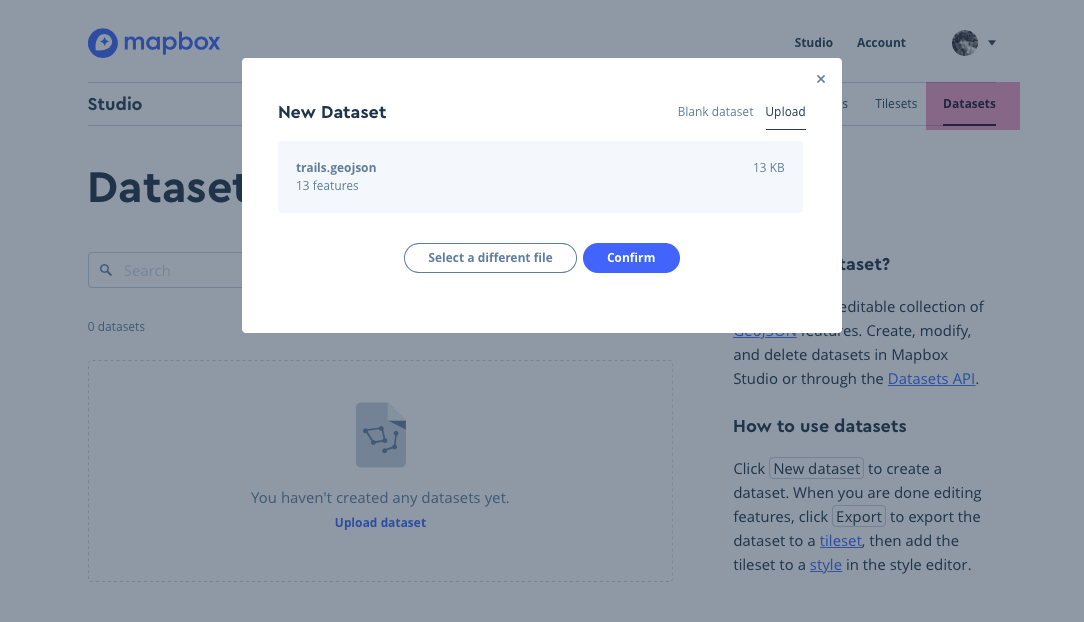 mapbox
Studio Account
Studio
Tilesets Datasets
New Dataset
Blank dataset Upload
trails.geojson 13 KB
13 features
Select a different file Confirm
Search
0 datasets
You haven't created any datasets yet.
Upload dataset
editable collection of
features. Create, modify,
and delete datasets in Mapbox
Studio or through the Datasets API.
How to use datasets
Click New dataset to create a
dataset. When you are done editing
features, click Export to export the
dataset to a tileset, then add the
tileset to a style in the style editor.